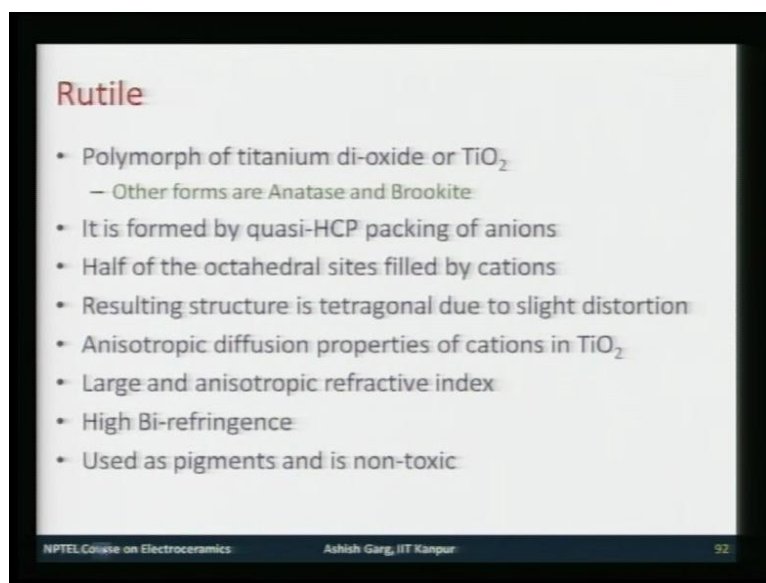 Rutile
• Polymorph of titanium di-oxide or TiO₂
– Other forms are Anatase and Brookite
• It is formed by quasi-HCP packing of anions
• Half of the octahedral sites filled by cations
• Resulting structure is tetragonal due to slight distortion
• Anisotropic diffusion properties of cations in TiO₂
• Large and anisotropic refractive index
• High Bi-refringence
• Used as pigments and is non-toxic
NPTEL Course on Electroceramics Ashish Garg, IIT Kanpur 92